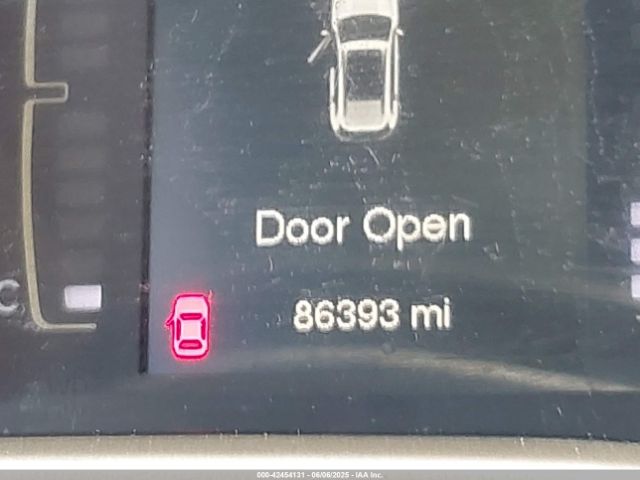 Door Open
C
86393 mi
000-42454131 - 06/06/2025 - IAA Inc.